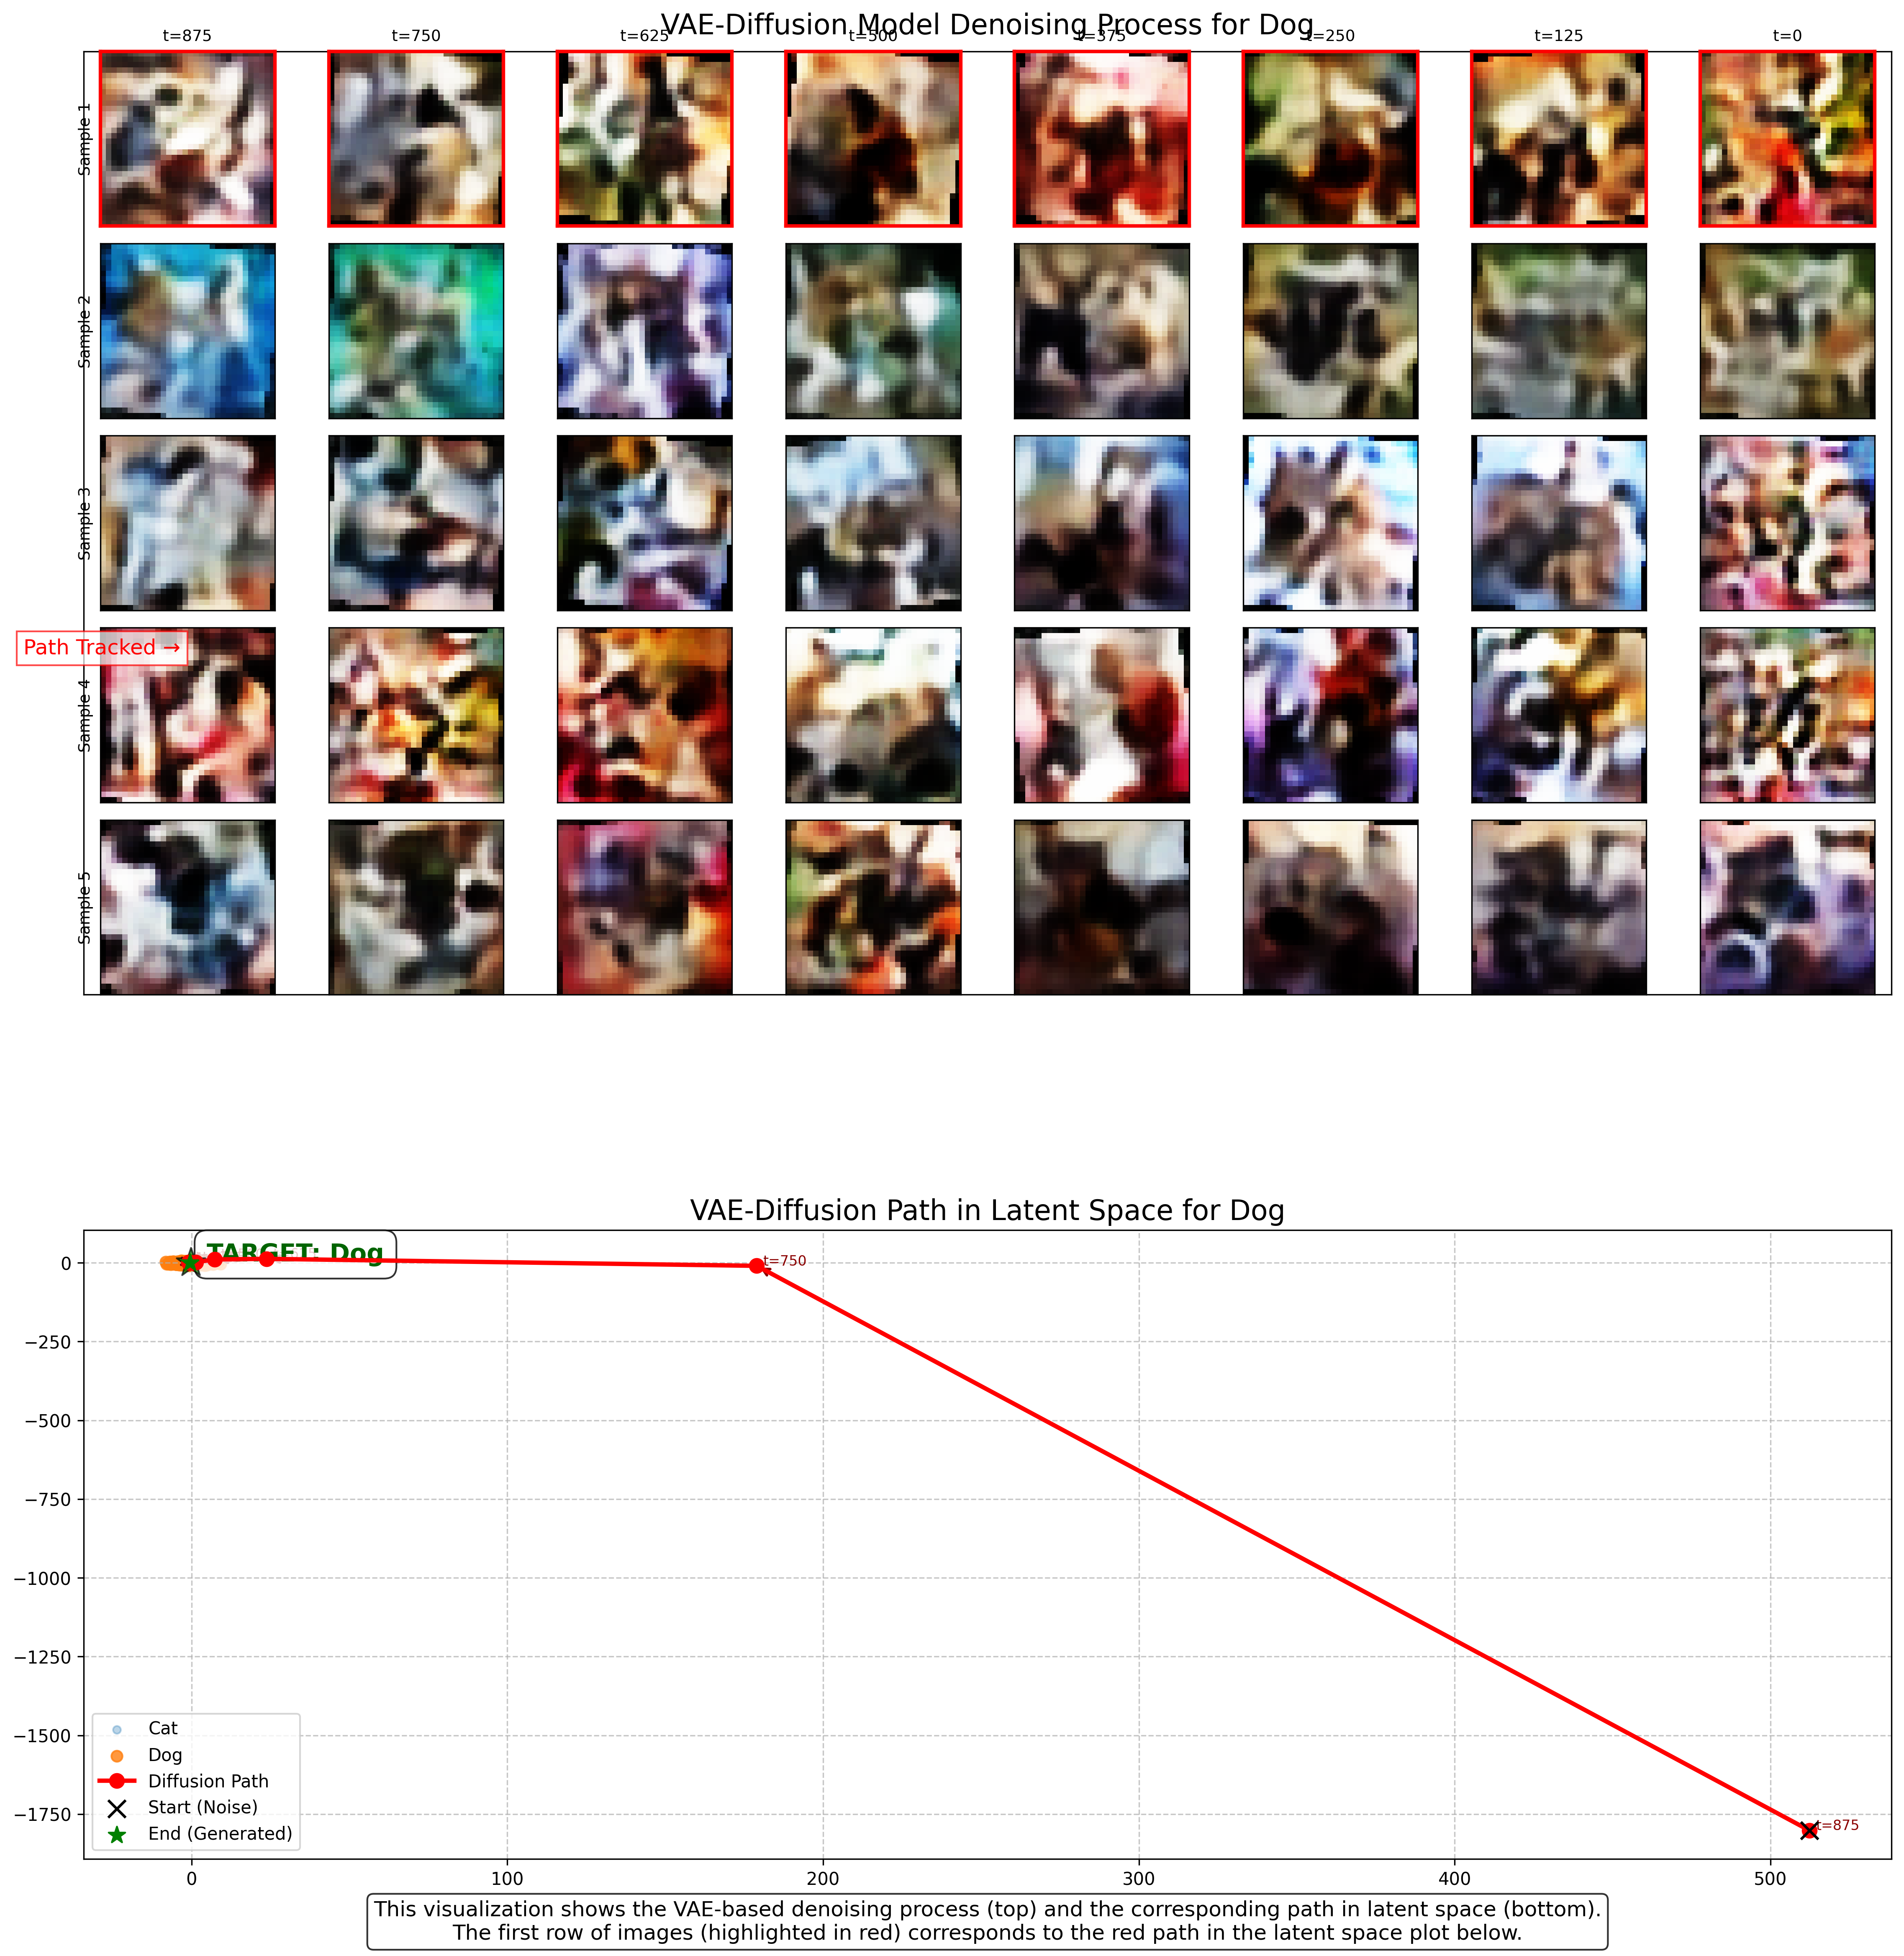 VAE-Diffusion Model Denoising Process for Dog
t=875 t=750 t=625 t=500 t=375 t=250 t=125 t=0
Sample 1
Sample 2
Sample 3
Path Tracked →
Sample 4
Sample 5
VAE-Diffusion Path in Latent Space for Dog
TARGET: Dog
t=750
t=875
0
−250
−500
−750
−1000
−1250
−1500
−1750
Cat
Dog
Diffusion Path
Start (Noise)
End (Generated)
0 100 200 300 400 500
This visualization shows the VAE-based denoising process (top) and the corresponding path in latent space (bottom).
The first row of images (highlighted in red) corresponds to the red path in the latent space plot below.